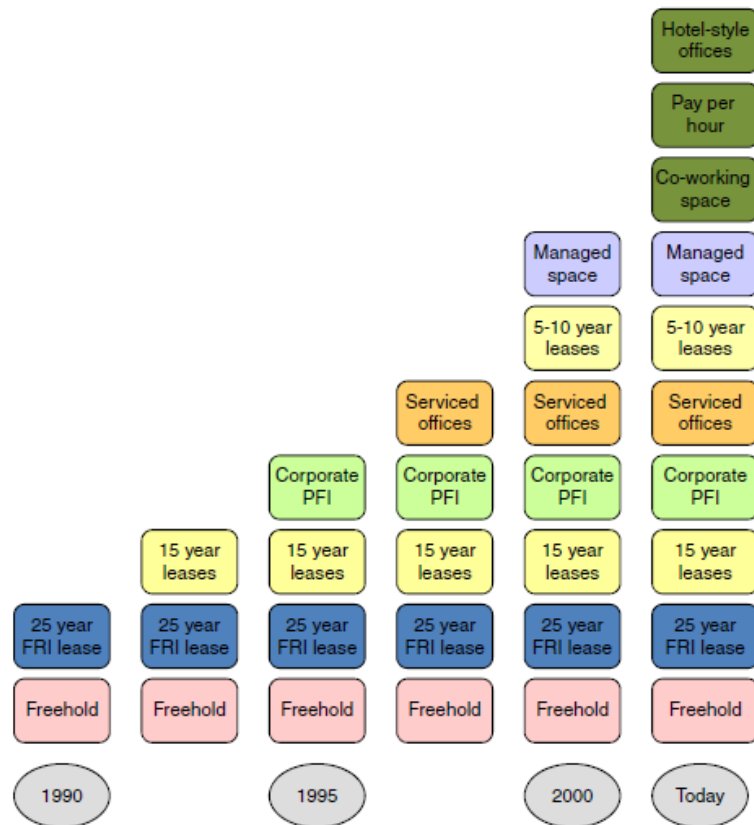 Hotel-style
offices
Pay per
hour
Co-working
space
Managed
space
Managed
space
5-10 year
leases
5-10 year
leases
Serviced
offices
Serviced
offices
Serviced
offices
Corporate
PFI
Corporate
PFI
Corporate
PFI
Corporate
PFI
15 year
leases
15 year
leases
15 year
leases
15 year
leases
15 year
leases
25 year
FRI lease
25 year
FRI lease
25 year
FRI lease
25 year
FRI lease
25 year
FRI lease
25 year
FRI lease
Freehold
Freehold
Freehold
Freehold
Freehold
Freehold
1990
1995
2000
Today